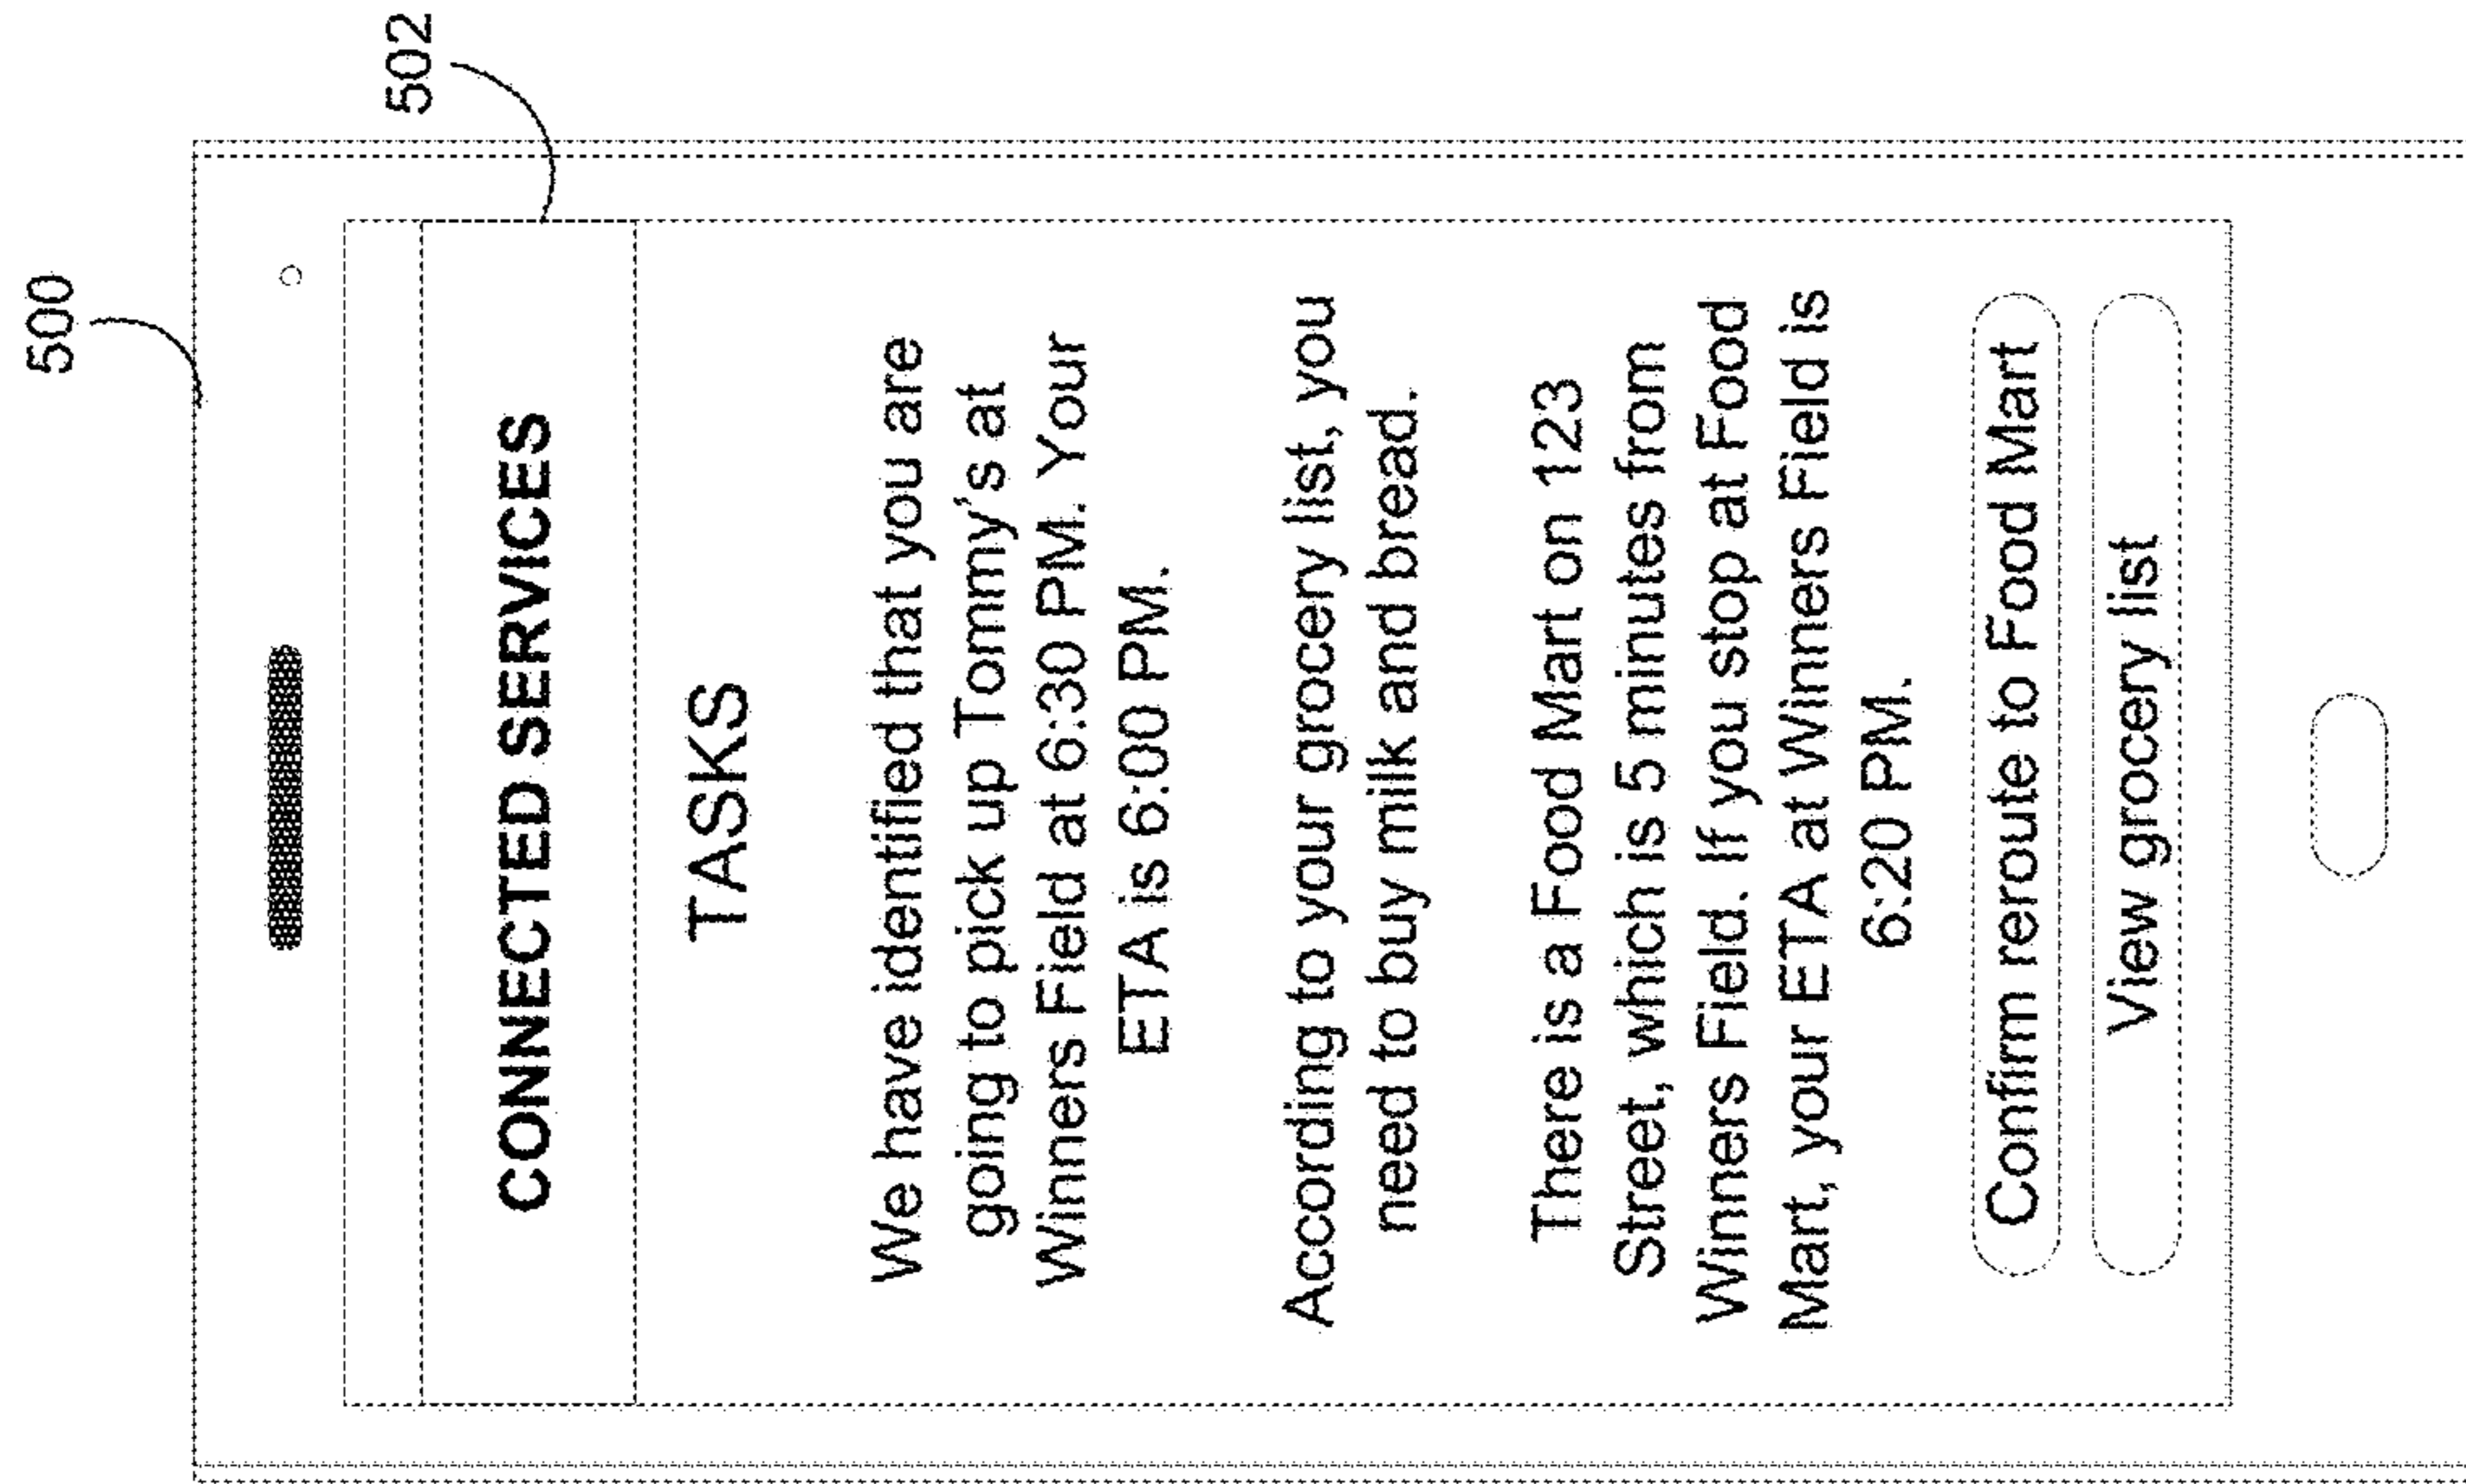 500
502
CONNECTED SERVICES
TASKS
We have identified that you are
going to pick up Tommy's at
Winners Field at 6:30 PM. Your
ETA is 6:00 PM.
According to your grocery list, you
need to buy milk and bread.
There is a Food Mart on 123
Street, which is 5 minutes from
Winners Field. If you stop at Food
Mart, your ETA at Winners Field is
6:20 PM.
Confirm reroute to Food Mart
View grocery list